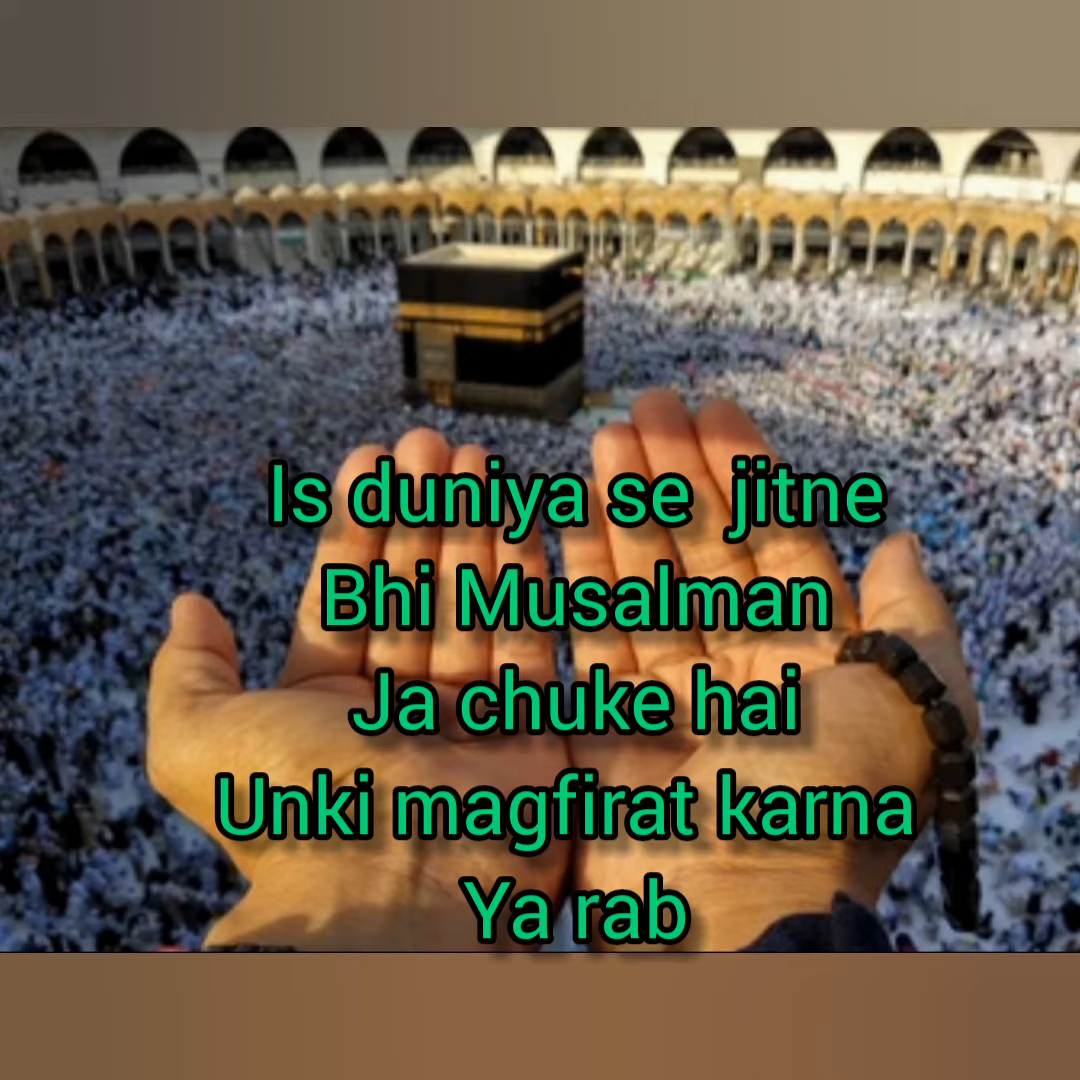 Is duniya se jitne
Bhi Musalman
Ja chuke hai
Unki magfirat karna
Ya rab